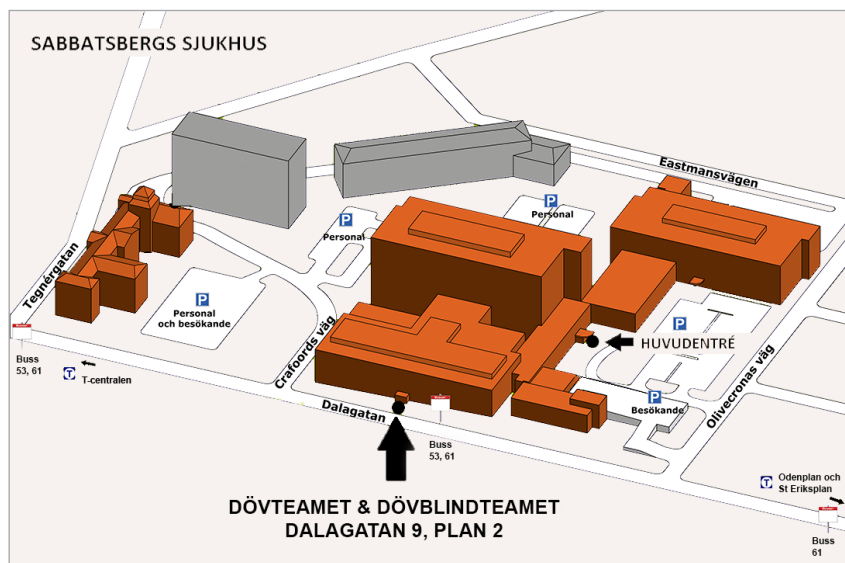 SABBATSBERGS SJUKHUS
Eastmansvägen
P
Personal
P
Personal
Tegnérgatan
P
Personal
och besökande
Crafoords väg
P
HUVUDENTRÉ
Olivecronas väg
Buss
53, 61
T
T-centralen
P
Besökande
Dalagatan
Buss
53, 61
T
Odenplan och
St Eriksplan
DÖVTEAMET & DÖVBLINDTEAMET
DALAGATAN 9, PLAN 2
Buss
61